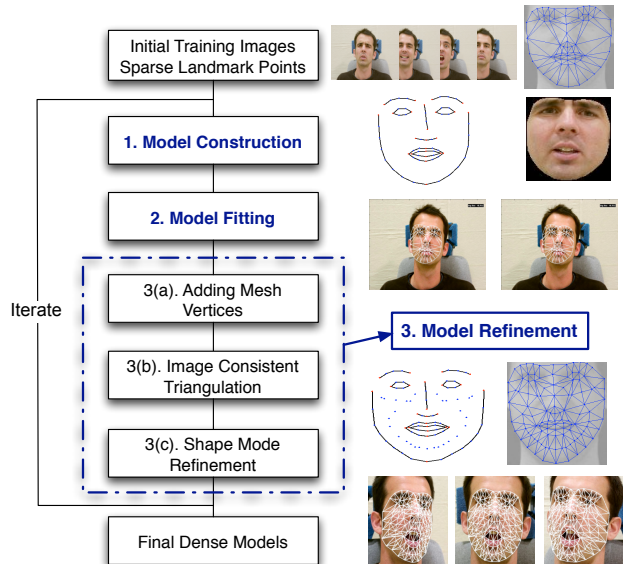 Initial Training Images
Sparse Landmark Points
1. Model Construction
2. Model Fitting
3(a). Adding Mesh
Vertices
Iterate
3. Model Refinement
3(b). Image Consistent
Triangulation
3(c). Shape Mode
Refinement
Final Dense Models